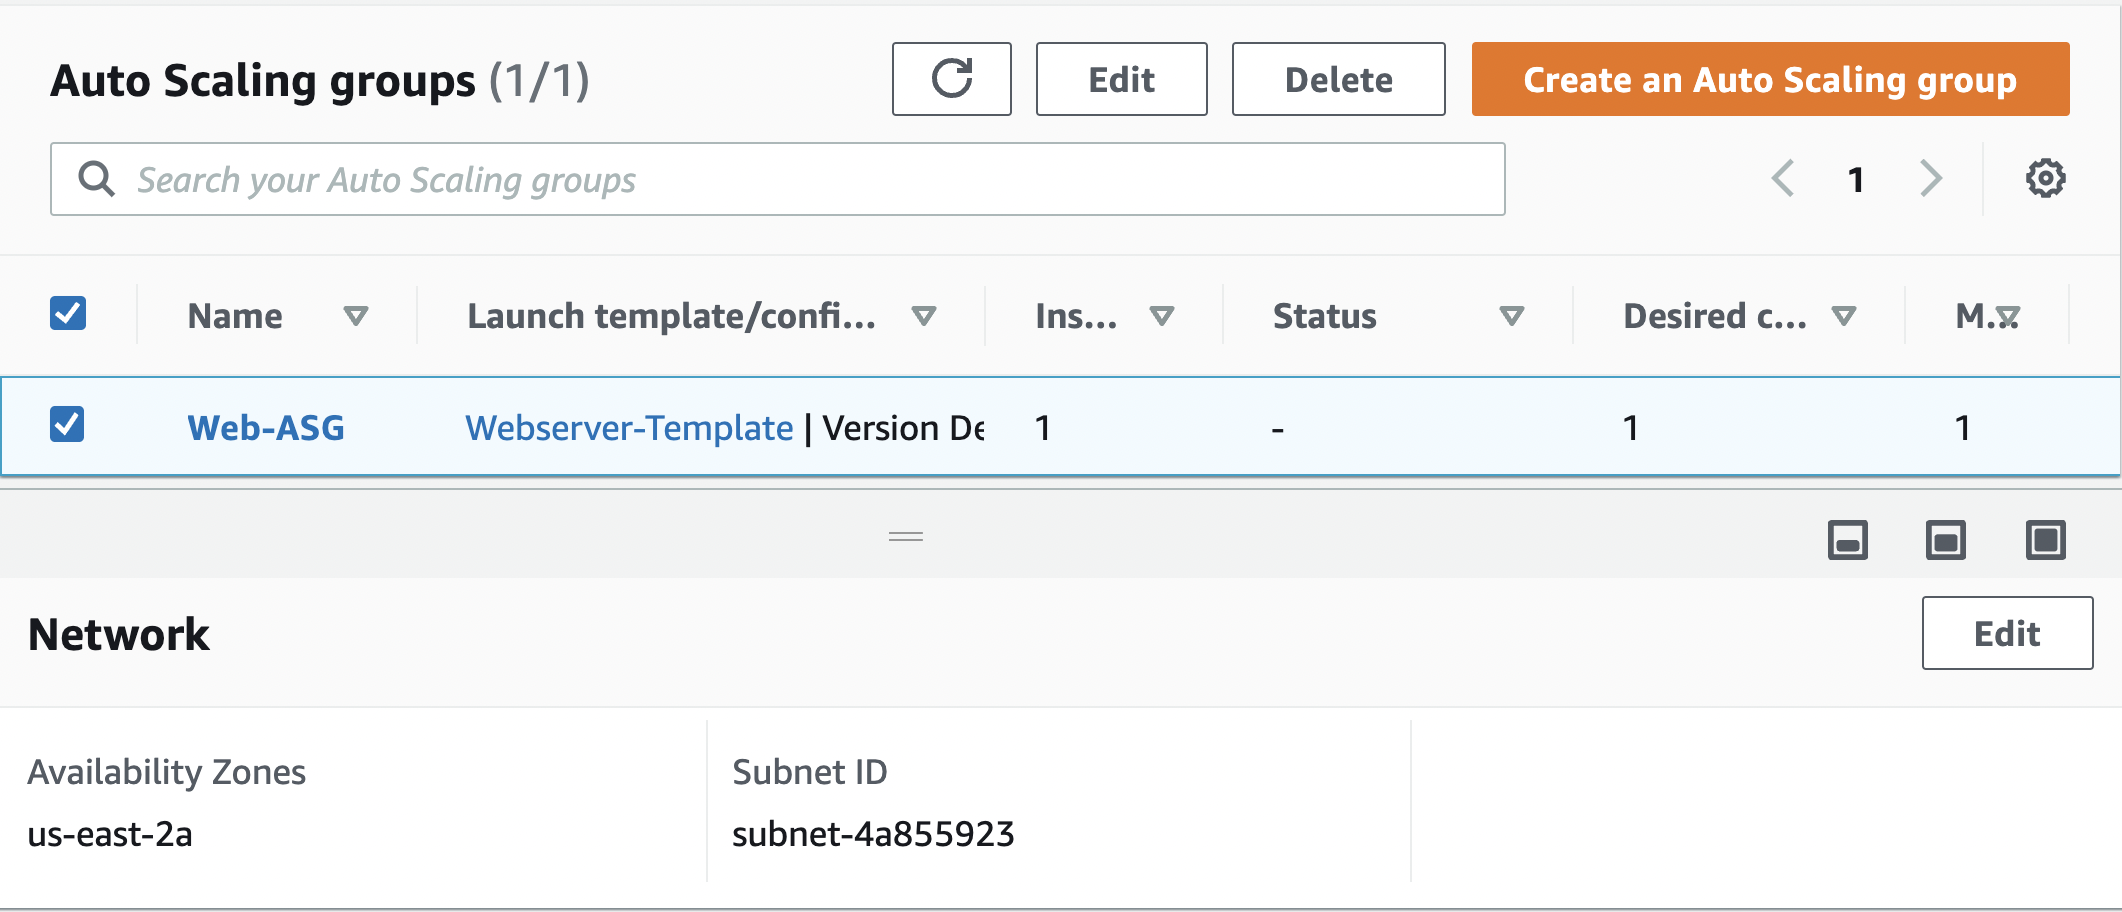 Auto Scaling groups (1/1) Edit Delete Create an Auto Scaling group
Search your Auto Scaling groups 1
Name Launch template/confi... Ins... Status Desired c... M...
Web-ASG Webserver-Template | Version De 1 - 1 1
Network Edit
Availability Zones Subnet ID
us-east-2a subnet-4a855923